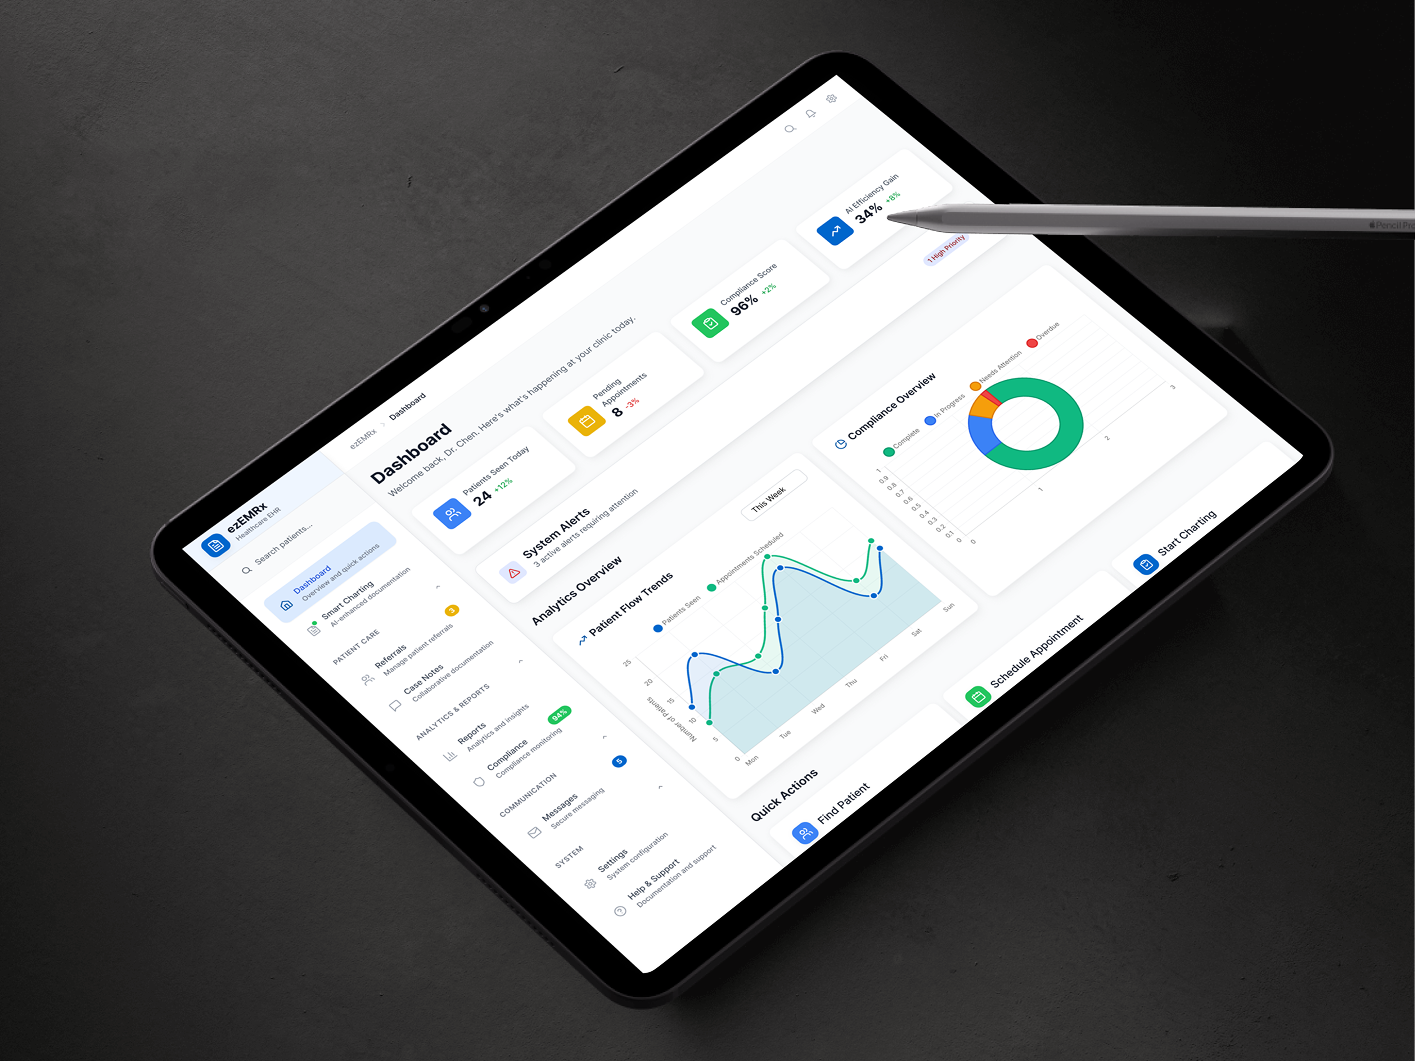 ezEMRx
Healthcare EHR
Search patients...
Dashboard
Overview and quick actions
Smart Charting
AI-enhanced documentation
PATIENT CARE
Referrals
Manage patient referrals
3
Case Notes
Collaborative documentation
ANALYTICS & REPORTS
Reports
Analytics and insights
Compliance
Compliance monitoring
94%
COMMUNICATION
Messages
Secure messaging
5
SYSTEM
Settings
System configuration
Help & Support
Documentation and support
ezEMRx > Dashboard
Dashboard
Welcome back, Dr. Chen. Here's what's happening at your clinic today.
Patients Seen Today
24 +12%
Pending
Appointments
8 -3%
Compliance Score
96% +2%
AI Efficiency Gain
34% +8%
System Alerts
3 active alerts requiring attention
1 High Priority
Analytics Overview
Patient Flow Trends
This Week
Patients Seen
Appointments Scheduled
Number of Patients
25
20
15
10
5
0
Mon
Tue
Wed
Thu
Fri
Sat
Sun
Compliance Overview
Complete
In Progress
Needs Attention
Overdue
1
0.9
0.8
0.7
0.6
0.5
0.4
0.3
0.2
0.1
0
0
1
2
3
Quick Actions
Find Patient
Schedule Appointment
Start Charting
Pencil Pro